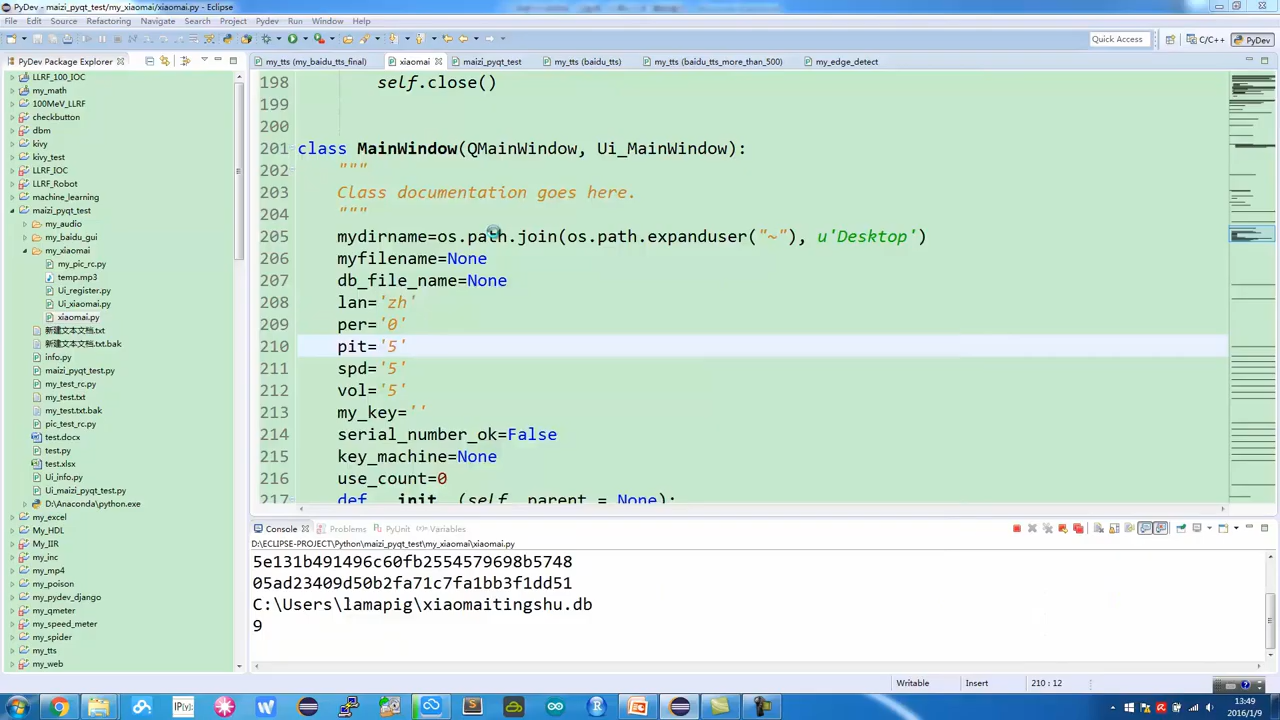 PyDev - maizi_pyqt_test/my_xiaomai/xiaomai.py - Eclipse
File Edit Source Refactoring Navigate Search Project Pydev Run Window Help
Quick Access C/C++ PyDev
PyDev Package Explorer
my_tts (my_baidu_tts_final) xiaomai maizi_pyqt_test my_tts (baidu_tts) my_tts (baidu_tts_more_than_500) my_edge_detect
LLRF_100_IOC
my_math
100MeV_LLRF
checkbutton
dbm
kivy
kivy_test
LLRF_IOC
LLRF_Robot
machine_learning
maizi_pyqt_test
my_audio
my_baidu_gui
my_xiaomai
my_pic_rc.py
temp.mp3
Ui_register.py
Ui_xiaomai.py
xiaomai.py
新建文本文档.txt
新建文本文档.txt.bak
info.py
maizi_pyqt_test.py
my_test_rc.py
my_test.txt
my_test.txt.bak
pic_test_rc.py
test.docx
test.py
test.xlsx
Ui_info.py
Ui_maizi_pyqt_test.py
D:\Anaconda\python.exe
my_excel
My_HDL
My_IIR
my_inc
my_mp4
my_poison
my_pydev_django
my_qmeter
my_speed_meter
my_spider
my_tts
my_web
198 self.close()
199
200
201 class MainWindow(QMainWindow, Ui_MainWindow):
202 """
203 Class documentation goes here.
204 """
205 mydirname=os.path.join(os.path.expanduser("~"), u'Desktop')
206 myfilename=None
207 db_file_name=None
208 lan='zh'
209 per='0'
210 pit='5'
211 spd='5'
212 vol='5'
213 my_key=''
214 serial_number_ok=False
215 key_machine=None
216 use_count=0
217 def __init__(self, parent = None):
Console Problems PyUnit Variables
D:\ECLIPSE-PROJECT\Python\maizi_pyqt_test\my_xiaomai\xiaomai.py
5e131b491496c60fb2554579698b5748
05ad23409d50b2fa71c7fa1bb3f1dd51
C:\Users\lamapig\xiaomaitingshu.db
9
Writable Insert 210 : 12
13:49
2016/1/9